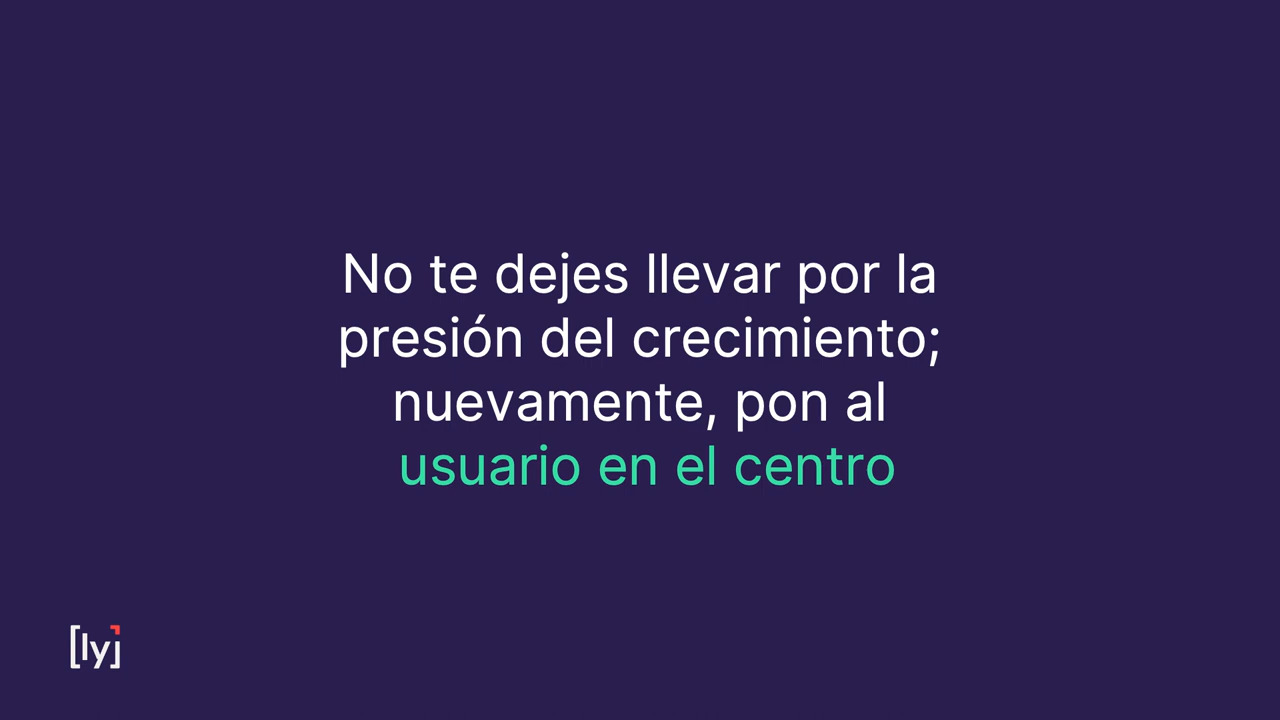 No te dejes llevar por la
presión del crecimiento;
nuevamente, pon al
usuario en el centro
[ly]